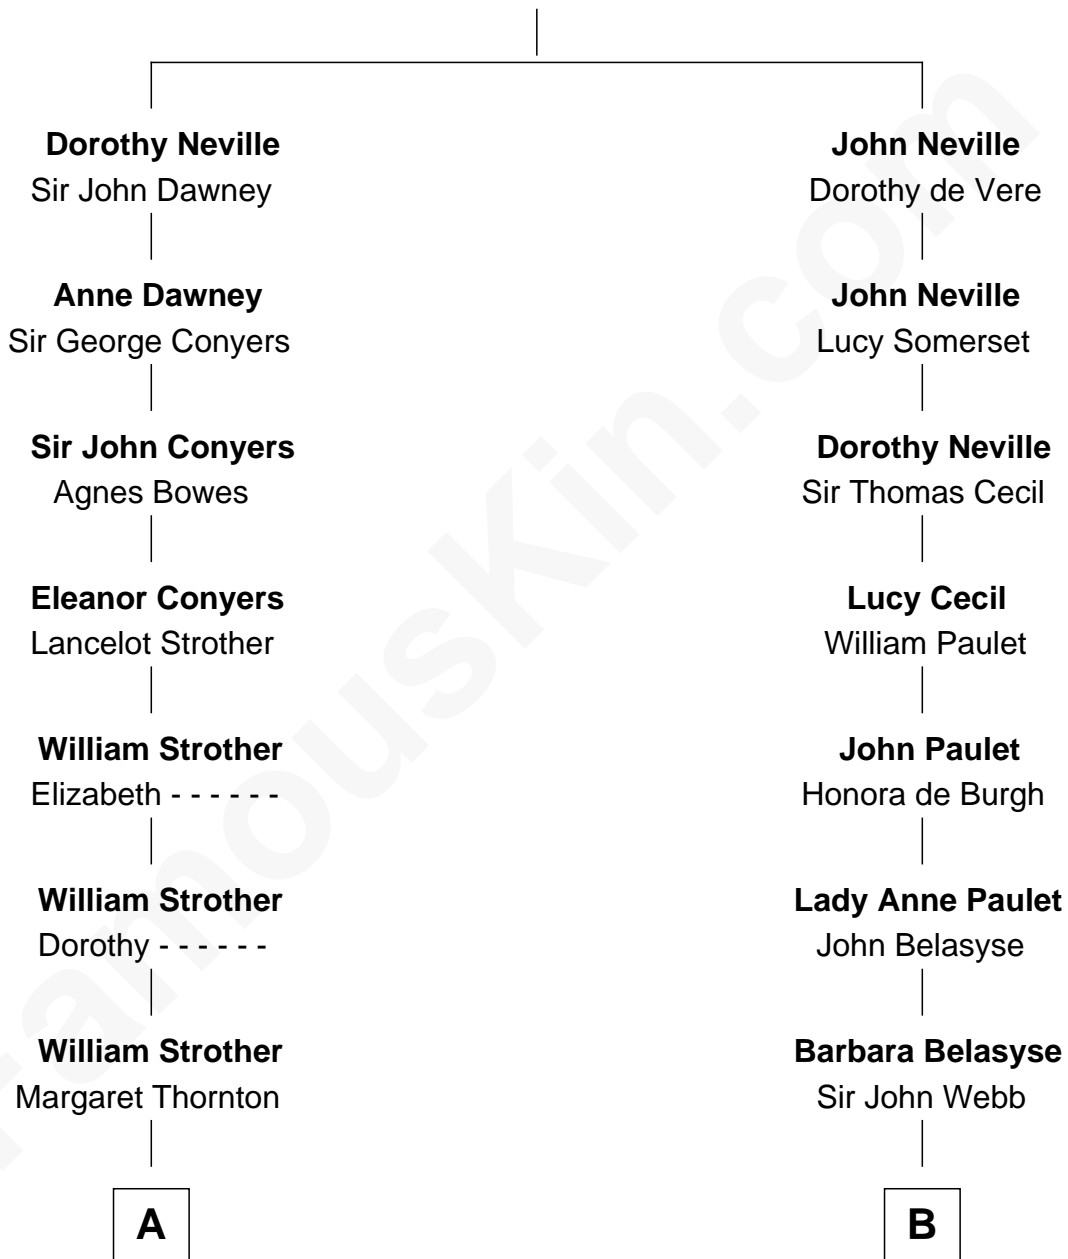 Dorothy Neville
Sir John Dawney
Anne Dawney
Sir George Conyers
Sir John Conyers
Agnes Bowes
Eleanor Conyers
Lancelot Strother
William Strother
Elizabeth - - - - - -
William Strother
Dorothy - - - - - -
William Strother
Margaret Thornton
A
John Neville
Dorothy de Vere
John Neville
Lucy Somerset
Dorothy Neville
Sir Thomas Cecil
Lucy Cecil
William Paulet
John Paulet
Honora de Burgh
Lady Anne Paulet
John Belasyse
Barbara Belasyse
Sir John Webb
B
FamousKin.com